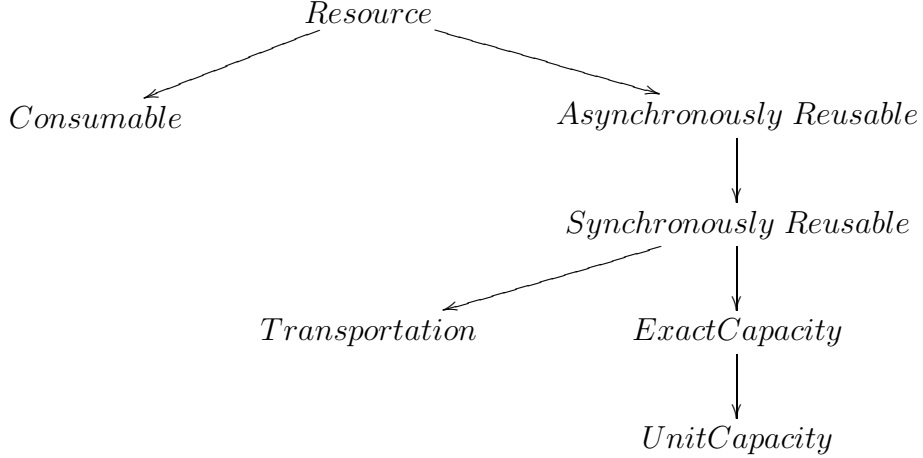 Resource
Consumable
Asynchronously Reusable
Synchronously Reusable
Transportation
ExactCapacity
UnitCapacity